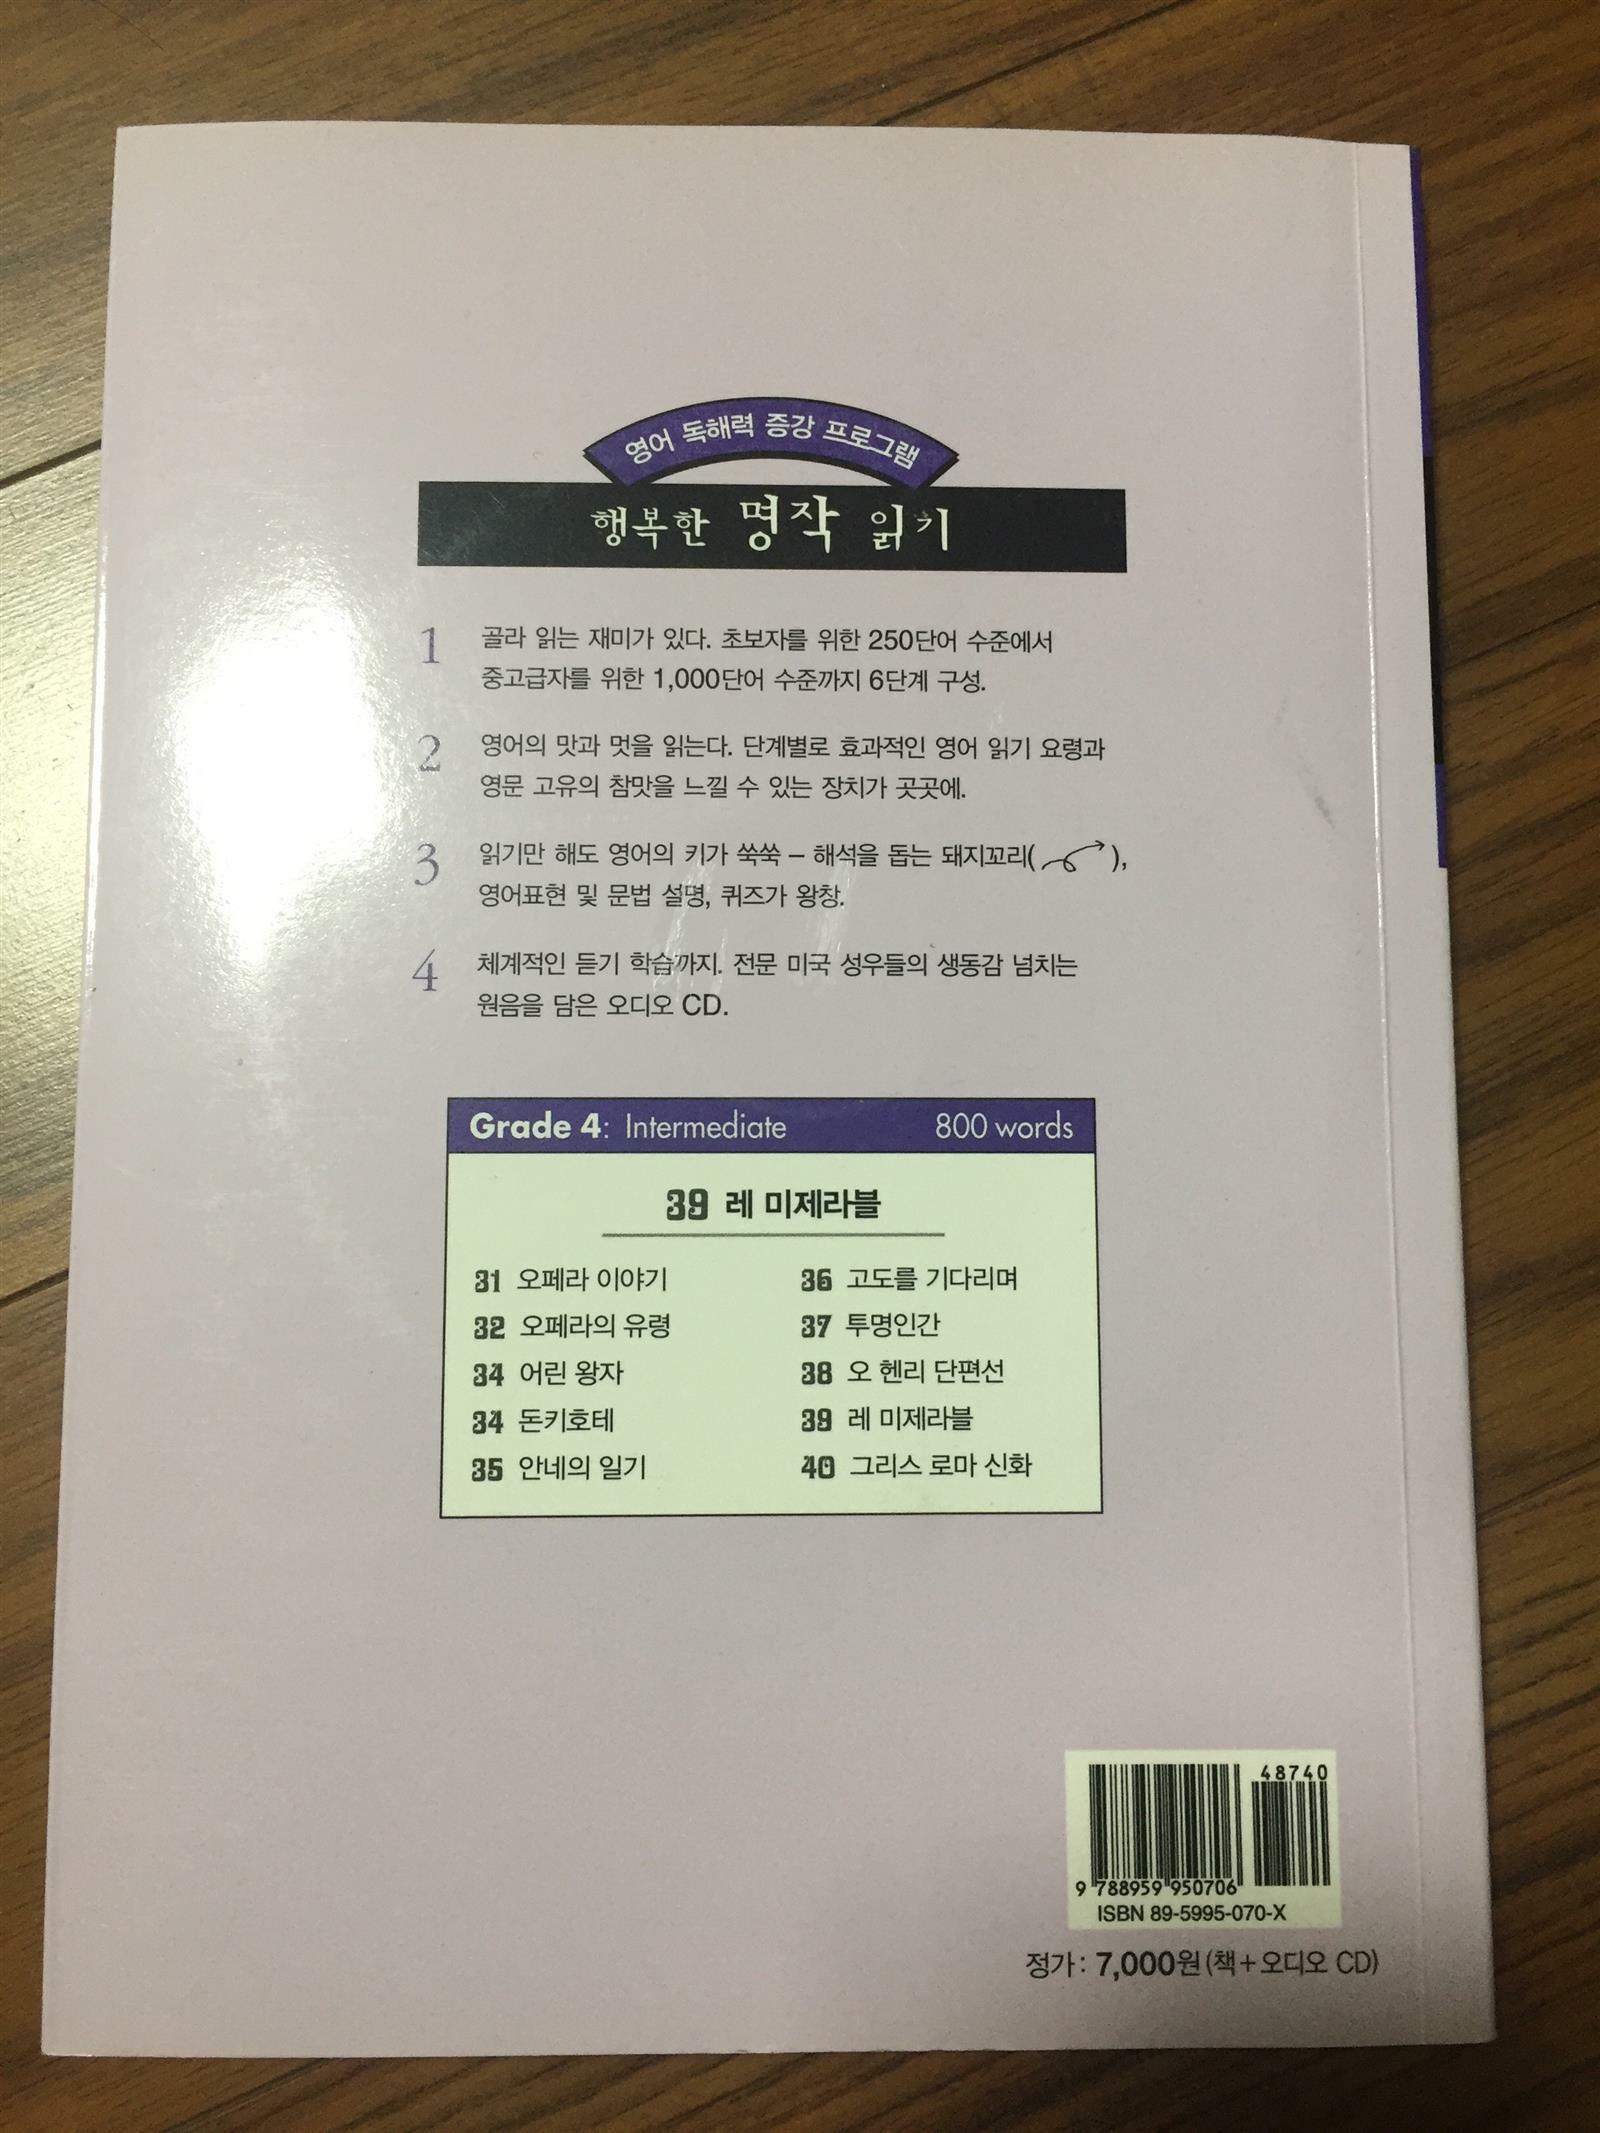 영어 독해력 증강 프로그램
행복한 명작 읽기
1 골라 읽는 재미가 있다. 초보자를 위한 250단어 수준에서
중고급자를 위한 1,000단어 수준까지 6단계 구성.
2 영어의 맛과 멋을 읽는다. 단계별로 효과적인 영어 읽기 요령과
영문 고유의 참맛을 느낄 수 있는 장치가 곳곳에.
3 읽기만 해도 영어의 키가 쑥쑥 – 해석을 돕는 돼지꼬리( ),
영어표현 및 문법 설명, 퀴즈가 왕창.
4 체계적인 듣기 학습까지. 전문 미국 성우들의 생동감 넘치는
원음을 담은 오디오 CD.
Grade 4: Intermediate 800 words
39 레 미제라블
31 오페라 이야기
32 오페라의 유령
34 어린 왕자
34 돈키호테
35 안네의 일기
36 고도를 기다리며
37 투명인간
38 오 헨리 단편선
39 레 미제라블
40 그리스 로마 신화
48740
9 788959 950706
ISBN 89-5995-070-X
정가: 7,000원(책+오디오 CD)